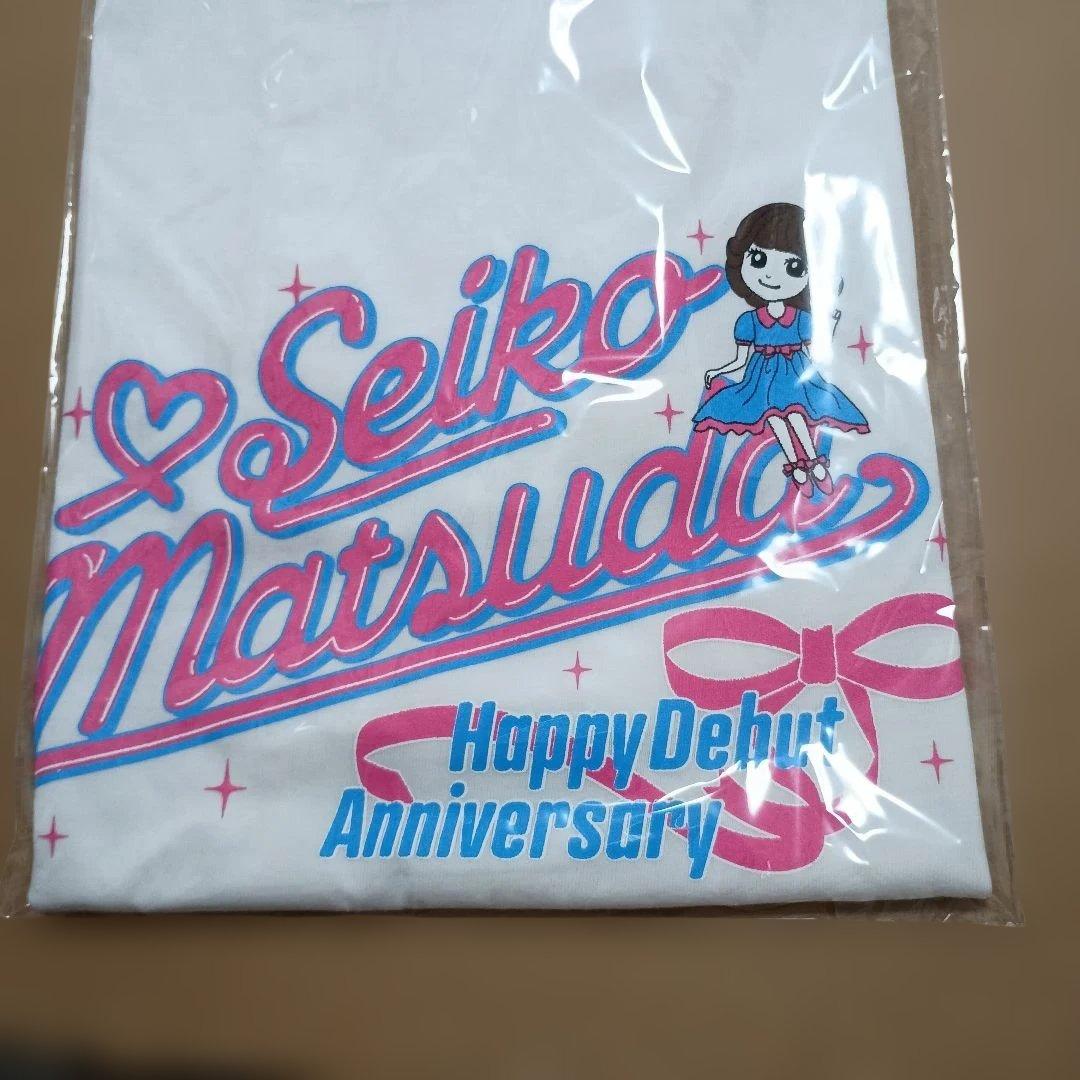 Seiko
Matsuda
Happy Debut
Anniversary